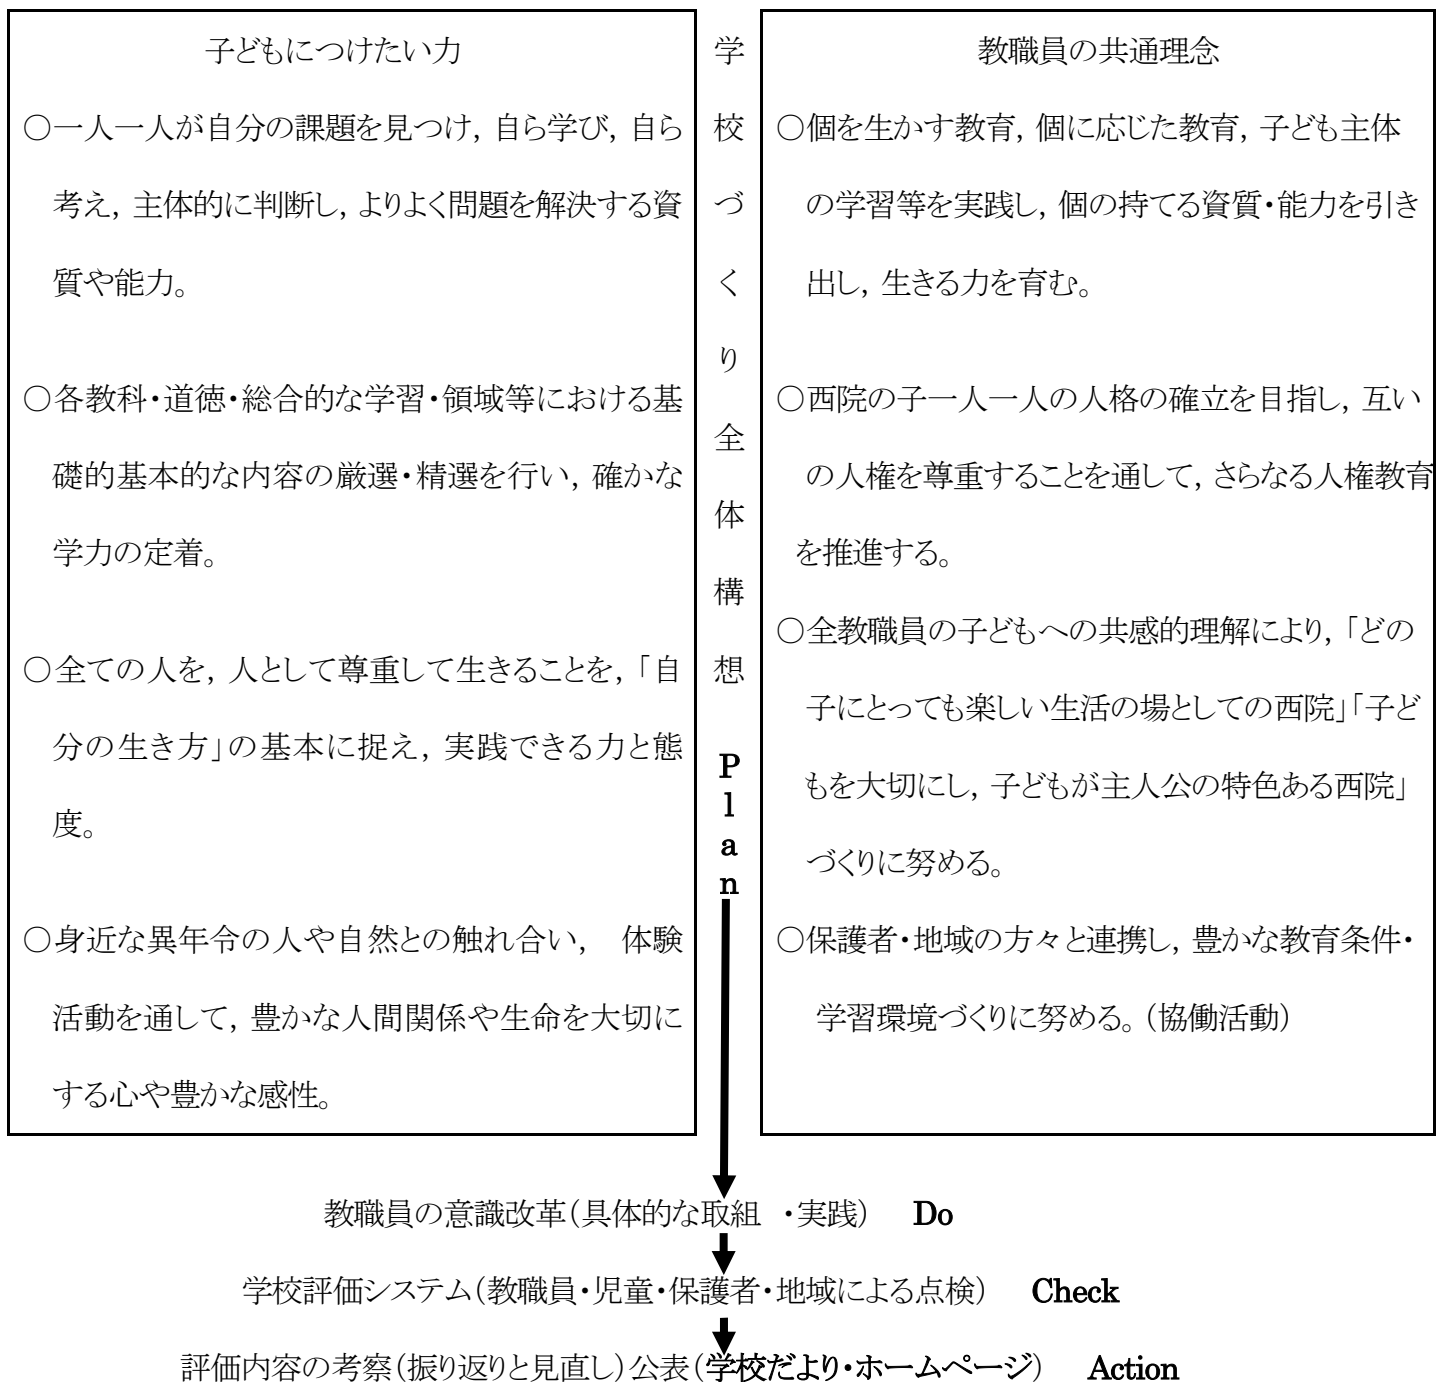 子どもにつけたい力
○一人一人が自分の課題を見つけ，自ら学び，自ら
考え，主体的に判断し，よりよく問題を解決する資
質や能力。
○各教科・道徳・総合的な学習・領域等における基
礎的基本的な内容の厳選・精選を行い，確かな
学力の定着。
○全ての人を，人として尊重して生きることを，「自
分の生き方」の基本に捉え，実践できる力と態
度。
○身近な異年令の人や自然との触れ合い，　体験
活動を通して，豊かな人間関係や生命を大切に
する心や豊かな感性。
学校づくり全体構想　Plan
教職員の共通理念
○個を生かす教育，個に応じた教育，子ども主体
の学習等を実践し，個の持てる資質・能力を引き
出し，生きる力を育む。
○西院の子一人一人の人格の確立を目指し，互い
の人権を尊重することを通して，さらなる人権教育
を推進する。
○全教職員の子どもへの共感的理解により，「どの
子にとっても楽しい生活の場としての西院」「子ど
もを大切にし，子どもが主人公の特色ある西院」
づくりに努める。
○保護者・地域の方々と連携し，豊かな教育条件・
学習環境づくりに努める。（協働活動）
教職員の意識改革（具体的な取組　・実践）　Do
学校評価システム（教職員・児童・保護者・地域による点検）　Check
評価内容の考察（振り返りと見直し）公表（学校だより・ホームページ）　Action